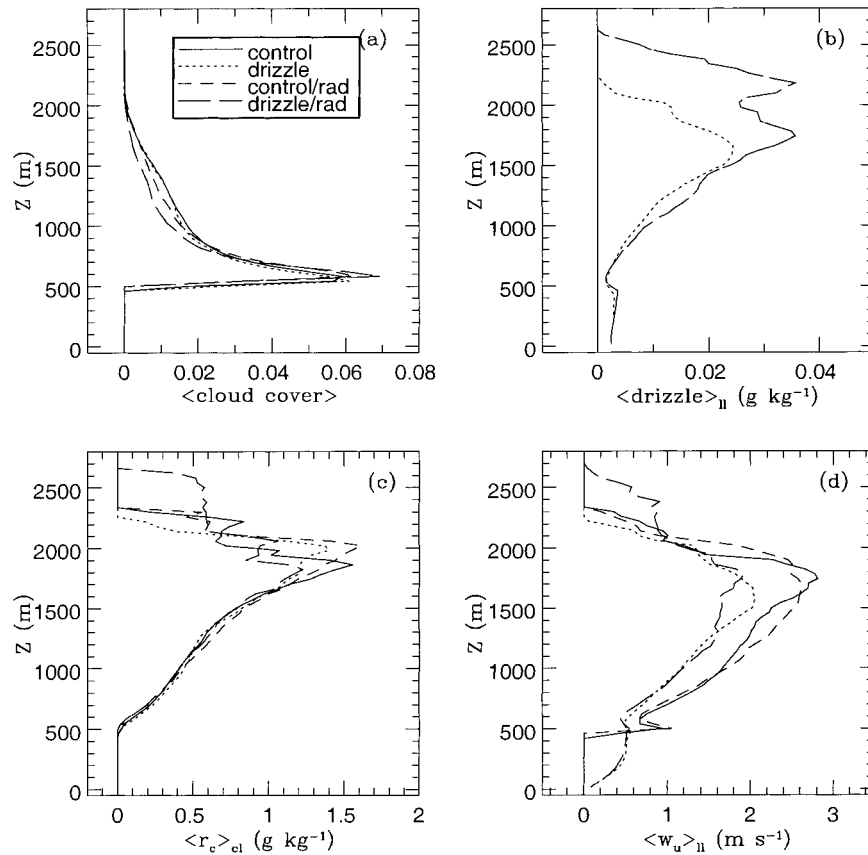 2500
2000
1500
1000
500
0
Z (m)
(a)
control
drizzle
control/rad
drizzle/rad
0 0.02 0.04 0.06 0.08
<cloud cover>
2500
2000
1500
1000
500
0
Z (m)
(b)
0 0.02 0.04
<drizzle>ll (g kg⁻¹)
2500
2000
1500
1000
500
0
Z (m)
(c)
0 0.5 1 1.5 2
<r_c>cl (g kg⁻¹)
2500
2000
1500
1000
500
0
Z (m)
(d)
0 1 2 3
<w_u>ll (m s⁻¹)